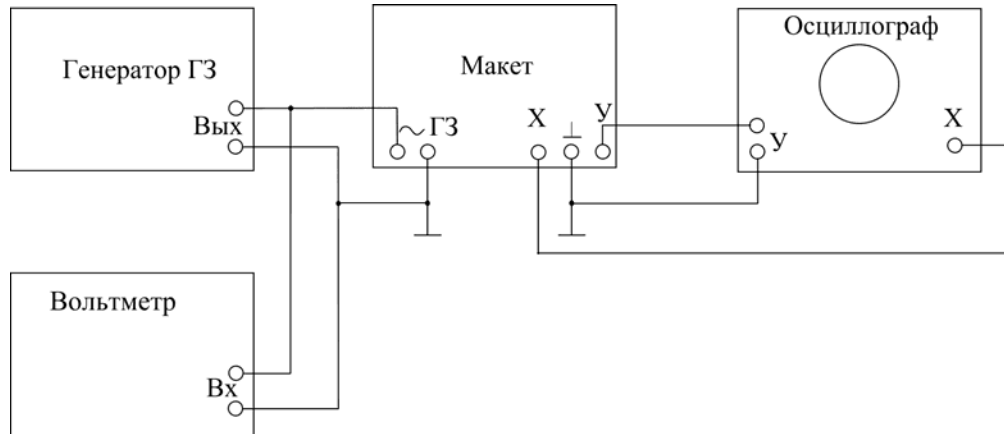 Генератор ГЗ
Вых
Макет
ГЗ
Х
У
Осциллограф
У
Х
Вольтметр
Вх